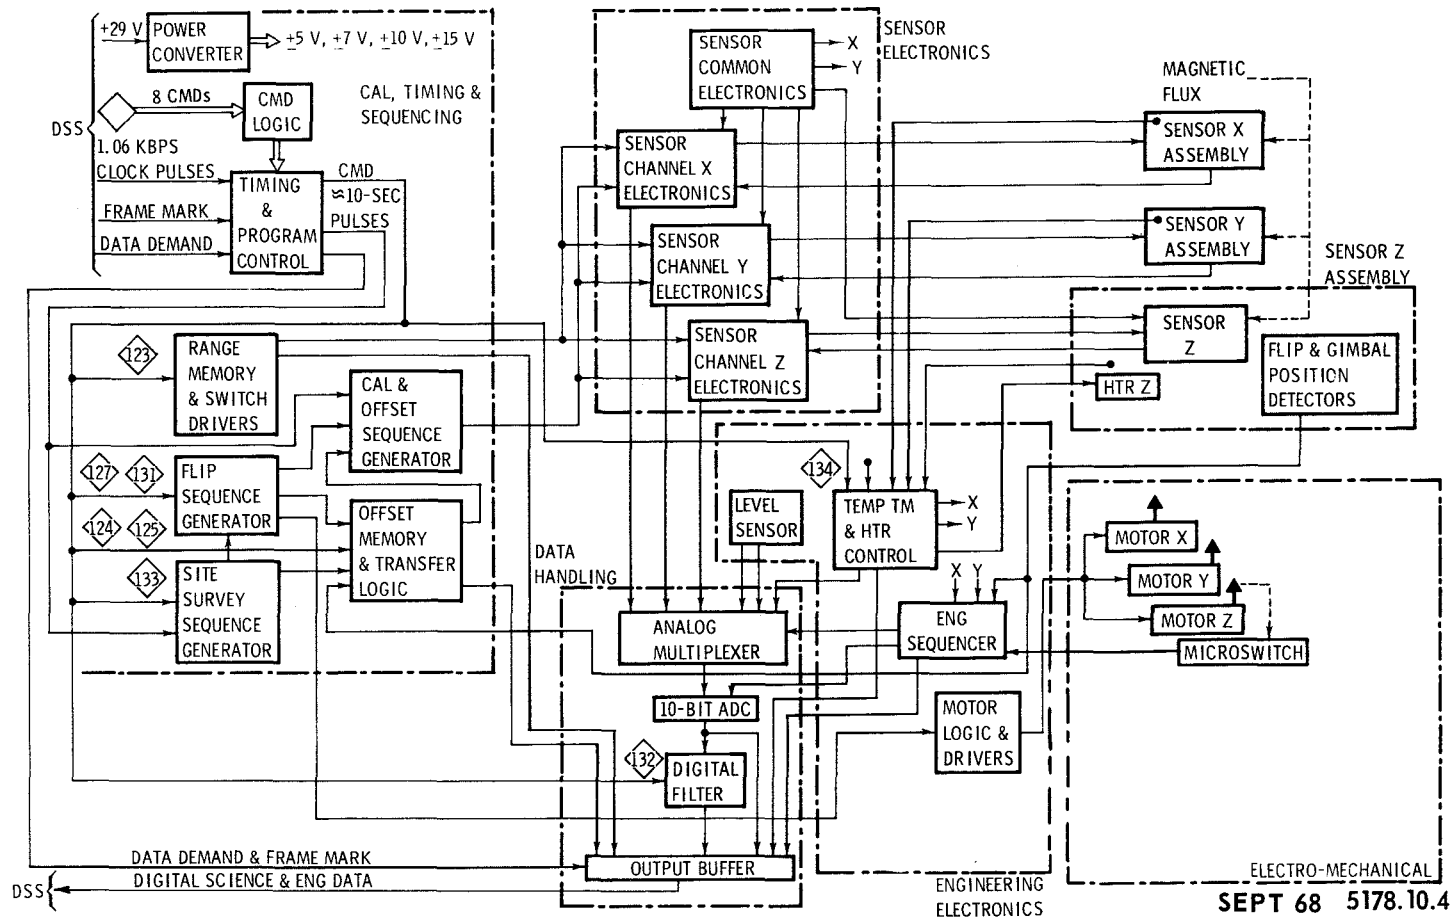 +29 V
POWER
CONVERTER
±5 V, ±7 V, ±10 V, ±15 V
8 CMDs
CMD
LOGIC
CAL, TIMING &
SEQUENCING
DSS
1.06 KBPS
CLOCK PULSES
FRAME MARK
DATA DEMAND
TIMING
&
PROGRAM
CONTROL
CMD
≈10-SEC
PULSES
SENSOR
COMMON
ELECTRONICS
X
Y
SENSOR
ELECTRONICS
SENSOR
CHANNEL X
ELECTRONICS
SENSOR
CHANNEL Y
ELECTRONICS
SENSOR
CHANNEL Z
ELECTRONICS
MAGNETIC
FLUX
SENSOR X
ASSEMBLY
SENSOR Y
ASSEMBLY
SENSOR Z
ASSEMBLY
SENSOR
Z
HTR Z
FLIP & GIMBAL
POSITION
DETECTORS
123
RANGE
MEMORY
& SWITCH
DRIVERS
CAL &
OFFSET
SEQUENCE
GENERATOR
127
131
FLIP
SEQUENCE
GENERATOR
124
125
OFFSET
MEMORY
& TRANSFER
LOGIC
133
SITE
SURVEY
SEQUENCE
GENERATOR
134
LEVEL
SENSOR
TEMP TM
& HTR
CONTROL
X
Y
DATA
HANDLING
ANALOG
MULTIPLEXER
X Y
ENG
SEQUENCER
10-BIT ADC
132
DIGITAL
FILTER
MOTOR
LOGIC &
DRIVERS
MOTOR X
MOTOR Y
MOTOR Z
MICROSWITCH
DATA DEMAND & FRAME MARK
OUTPUT BUFFER
DSS
DIGITAL SCIENCE & ENG DATA
ENGINEERING
ELECTRONICS
ELECTRO-MECHANICAL
SEPT 68 5178.10.4